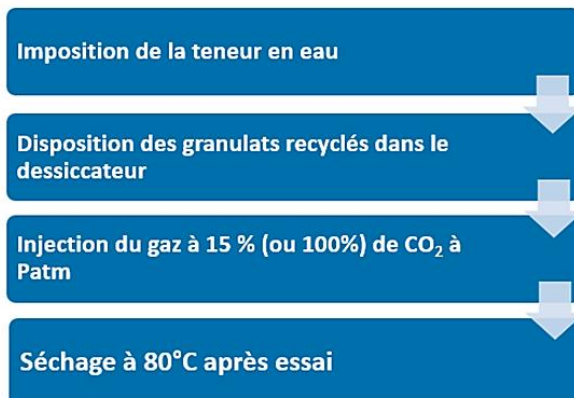 Imposition de la teneur en eau
Disposition des granulats recyclés dans le
dessiccateur
Injection du gaz à 15 % (ou 100%) de CO₂ à
Patm
Séchage à 80°C après essai